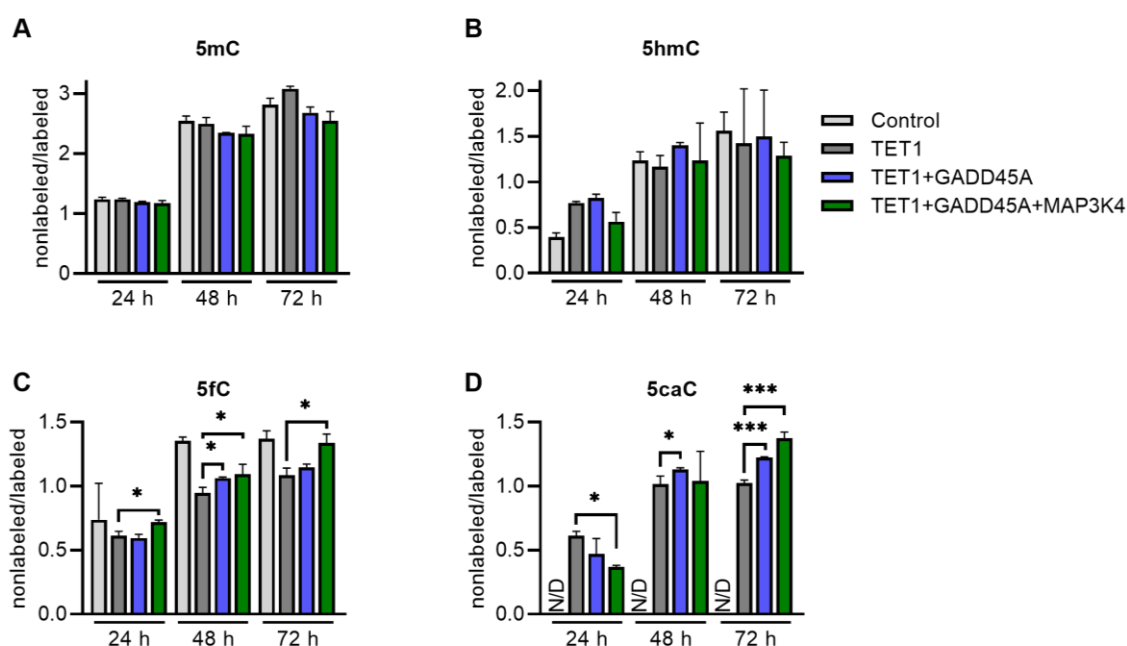 A
5mC
nonlabeled/labeled
3
2
1
0
24 h 48 h 72 h
B
5hmC
nonlabeled/labeled
2.0
1.5
1.0
0.5
0.0
24 h 48 h 72 h
Control
TET1
TET1+GADD45A
TET1+GADD45A+MAP3K4
C
5fC
nonlabeled/labeled
1.5
1.0
0.5
0.0
*
*
*
*
24 h 48 h 72 h
D
5caC
nonlabeled/labeled
1.5
1.0
0.5
0.0
N/D
*
N/D
*
N/D
***
***
24 h 48 h 72 h